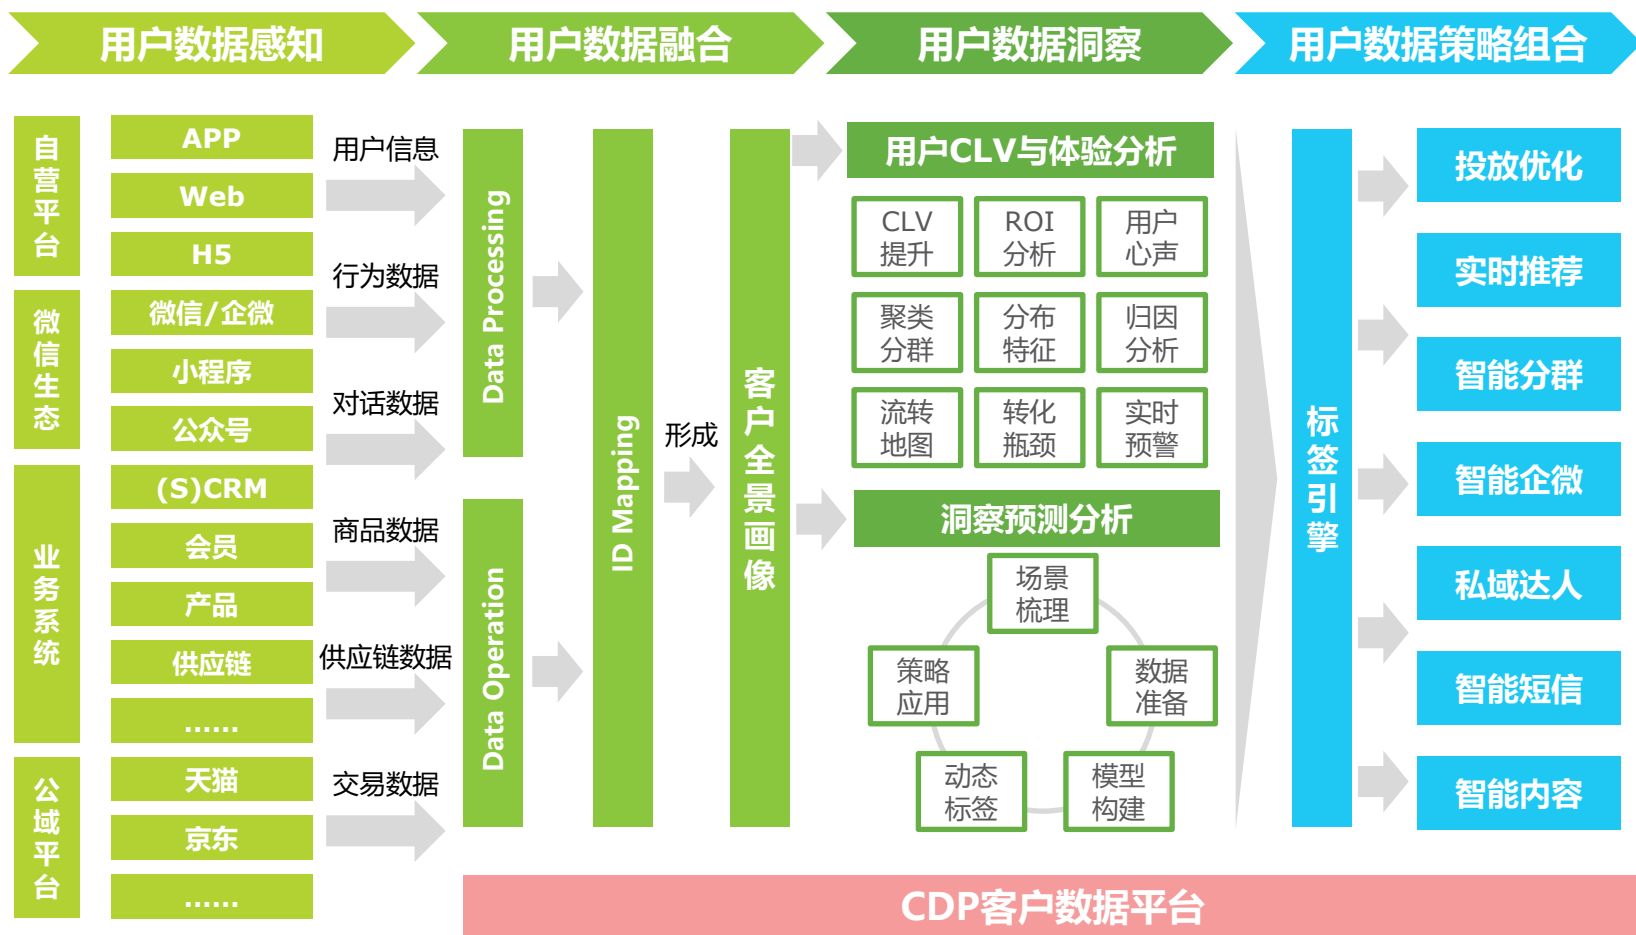 用户数据感知
用户数据融合
用户数据洞察
用户数据策略组合
自营平台
APP
Web
H5
微信生态
微信/企微
小程序
公众号
业务系统
(S)CRM
会员
产品
供应链
......
公域平台
天猫
京东
......
用户信息
行为数据
对话数据
商品数据
供应链数据
交易数据
Data Processing
Data Operation
ID Mapping
形成
客户全景画像
用户CLV与体验分析
CLV
提升
ROI
分析
用户
心声
聚类
分群
分布
特征
归因
分析
流转
地图
转化
瓶颈
实时
预警
洞察预测分析
场景
梳理
数据
准备
模型
构建
动态
标签
策略
应用
标签引擎
投放优化
实时推荐
智能分群
智能企微
私域达人
智能短信
智能内容
CDP客户数据平台